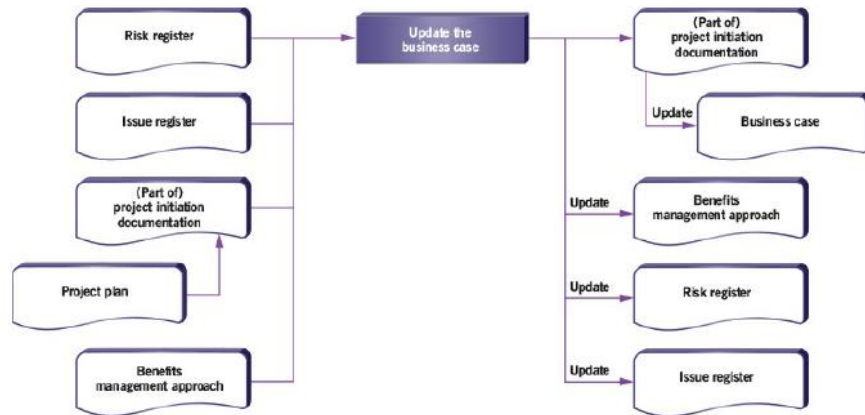 Risk register
Issue register
(Part of)
project initiation
documentation
Project plan
Benefits
management approach
Update the
business case
(Part of)
project initiation
documentation
Update
Business case
Update
Benefits
management approach
Update
Risk register
Update
Issue register